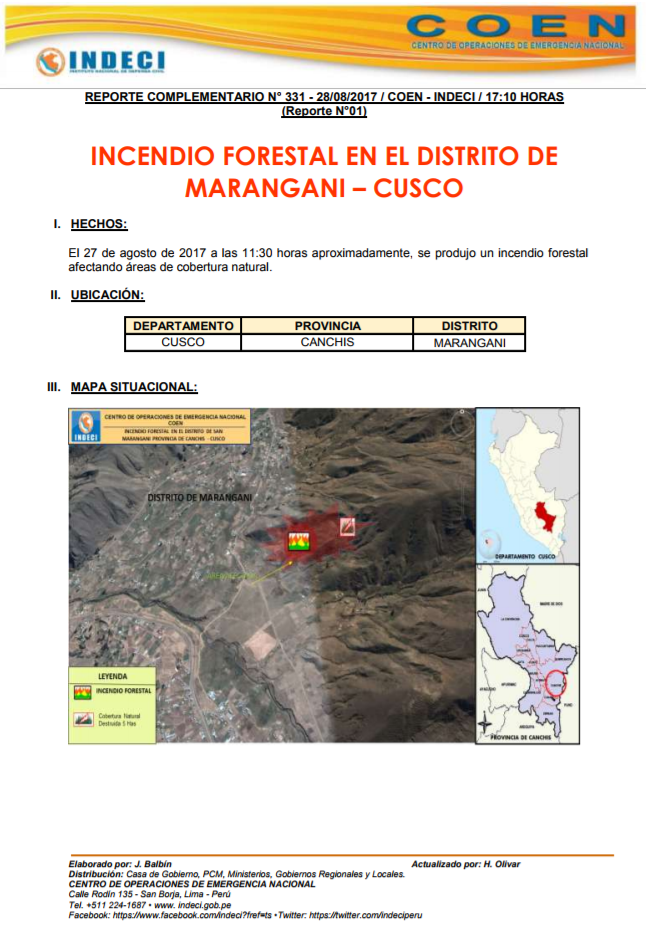 COEN
CENTRO DE OPERACIONES DE EMERGENCIA NACIONAL
INDECI
INSTITUTO NACIONAL DE DEFENSA CIVIL
REPORTE COMPLEMENTARIO N° 331 - 28/08/2017 / COEN - INDECI / 17:10 HORAS
(Reporte N°01)
INCENDIO FORESTAL EN EL DISTRITO DE
MARANGANI – CUSCO
I. HECHOS:
El 27 de agosto de 2017 a las 11:30 horas aproximadamente, se produjo un incendio forestal
afectando áreas de cobertura natural.
II. UBICACIÓN:
DEPARTAMENTO PROVINCIA DISTRITO
CUSCO CANCHIS MARANGANI
III. MAPA SITUACIONAL:
INDECI
CENTRO DE OPERACIONES DE EMERGENCIA NACIONAL
COEN
INCENDIO FORESTAL EN EL DISTRITO DE SAN
MARANGANI PROVINCIA DE CANCHIS - CUSCO
DISTRITO DE MARANGANI
LEYENDA
INCENDIO FORESTAL
Cobertura Natural
Destruida 5 Has
DEPARTAMENTO CUSCO
PROVINCIA DE CANCHIS
Elaborado por: J. Balbín Actualizado por: H. Olivar
Distribución: Casa de Gobierno, PCM, Ministerios, Gobiernos Regionales y Locales.
CENTRO DE OPERACIONES DE EMERGENCIA NACIONAL
Calle Rodín 135 - San Borja, Lima - Perú
Tel. +511 224-1687 • www. indeci.gob.pe
Facebook: https://www.facebook.com/indeci?fref=ts • Twitter: https://twitter.com/indeciperu